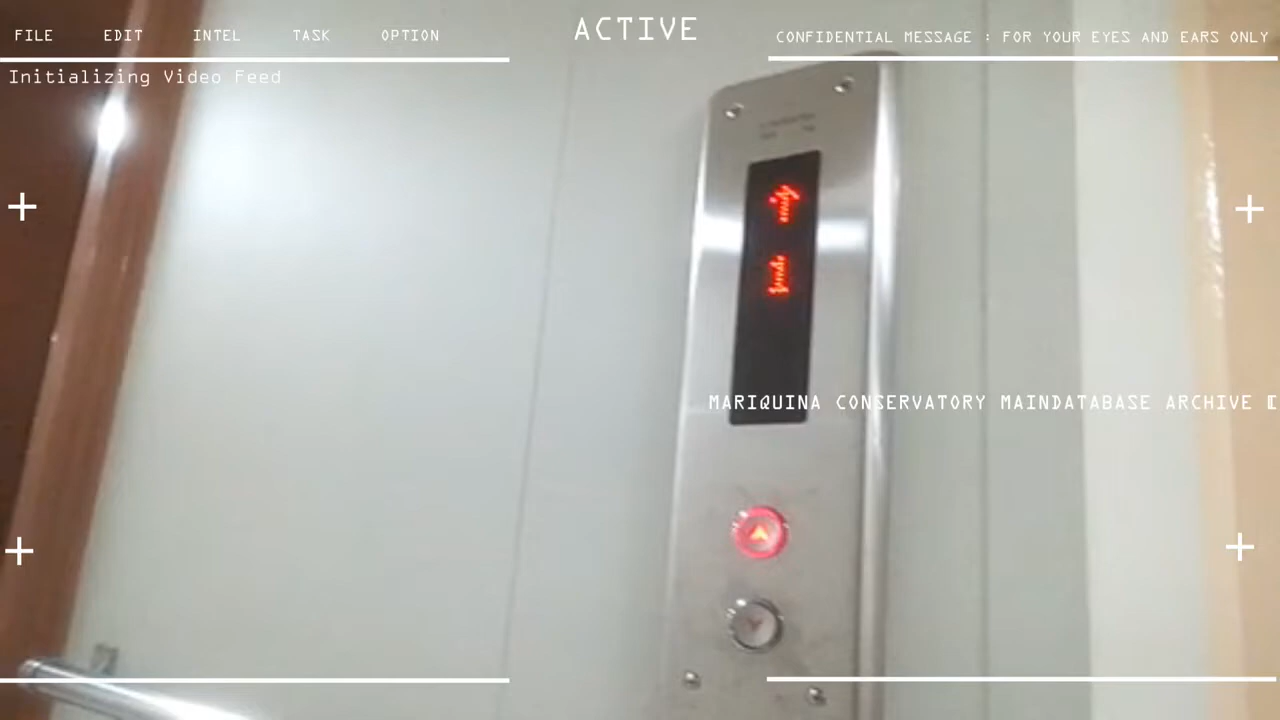 FILE EDIT INTEL TASK OPTION
ACTIVE
CONFIDENTIAL MESSAGE : FOR YOUR EYES AND EARS ONLY
Initializing Video Feed
MARIQUINA CONSERVATORY MAINDATABASE ARCHIVE